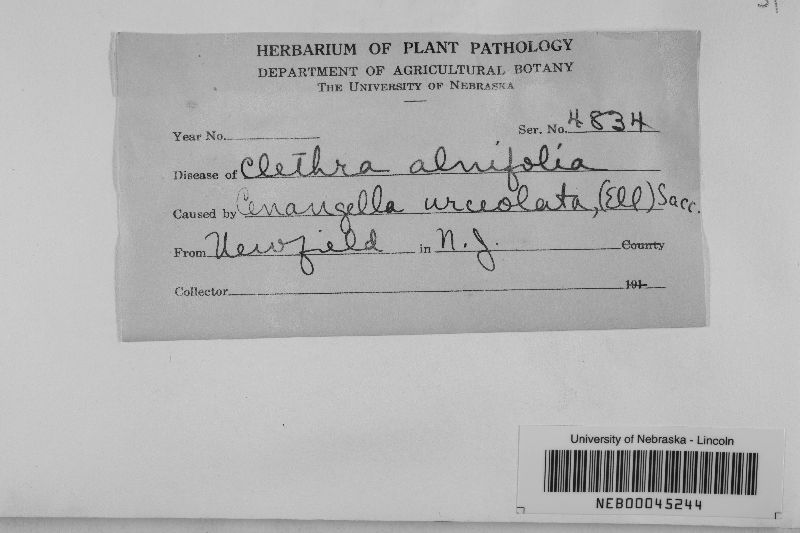 HERBARIUM OF PLANT PATHOLOGY
DEPARTMENT OF AGRICULTURAL BOTANY
THE UNIVERSITY OF NEBRASKA
Year No. Ser. No. 4834
Disease of Clethra alnifolia
Caused by Cenangella urceolata, (Ell) Sacc.
From Newfield in N. J. County
Collector 191
University of Nebraska - Lincoln
NEB00045244